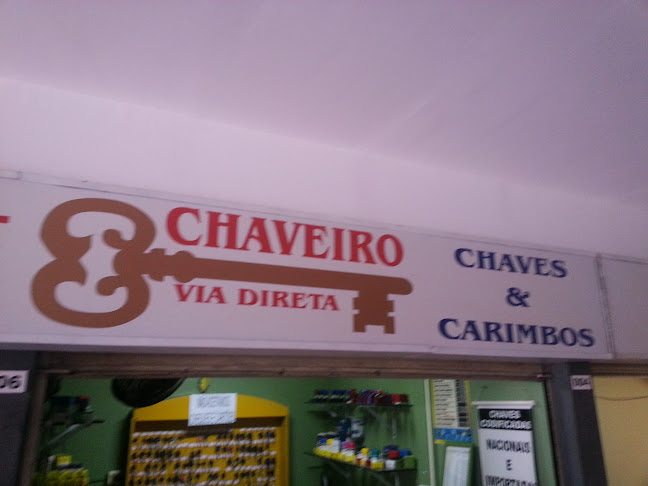 CHAVEIRO
VIA DIRETA
CHAVES
&
CARIMBOS
06
004
CHAVES
CODIFICADAS
NACIONAIS
E